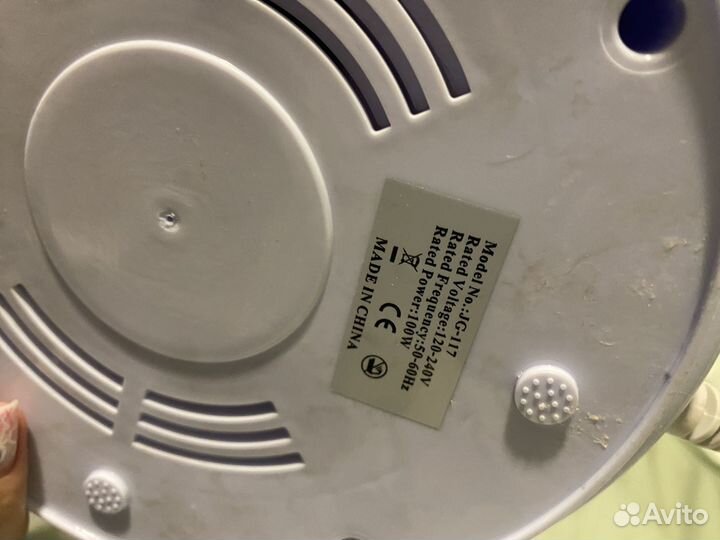 Model No.:JG-117
Rated Voltage:120-240V
Rated Frequency:50-60Hz
Rated Power:100W
CE
MADE IN CHINA
Avito